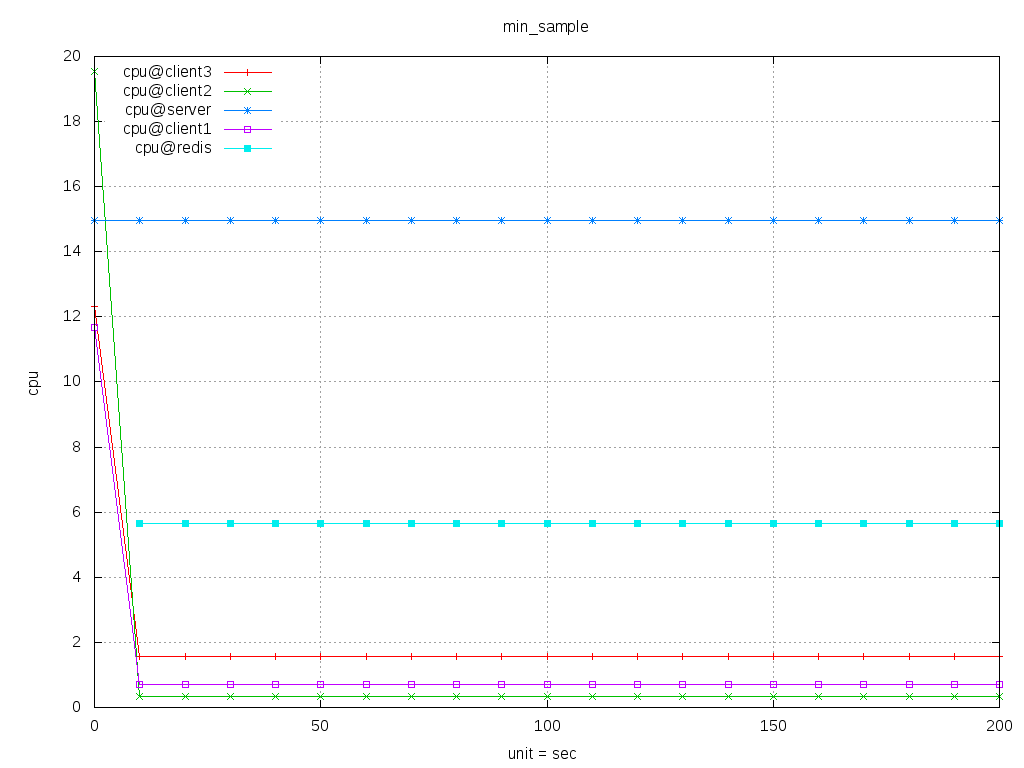 min_sample
20
18
16
14
12
10
8
6
4
2
0
cpu
cpu@client3
cpu@client2
cpu@server
cpu@client1
cpu@redis
0 50 100 150 200
unit = sec